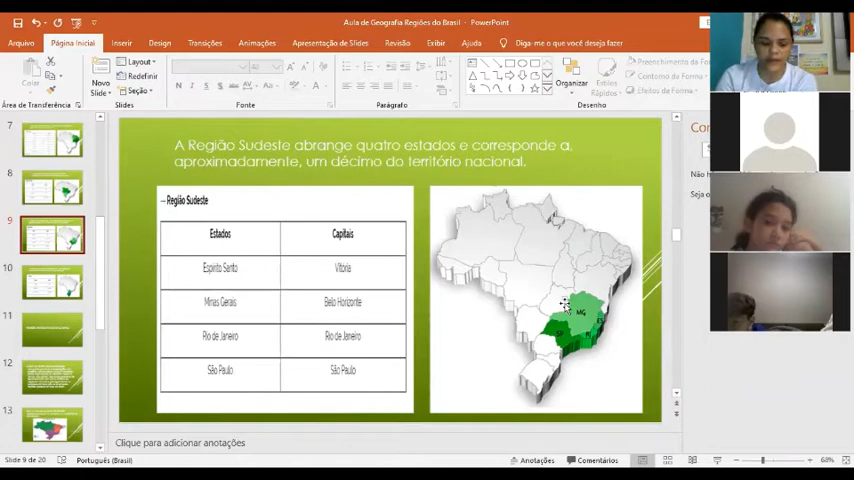 Aula de Geografia Regiões do Brasil - PowerPoint
Arquivo
Página Inicial
Inserir
Design
Transições
Animações
Apresentação de Slides
Revisão
Exibir
Ajuda
Diga-me o que você deseja fazer
Colar
Novo
Slide
Layout
Redefinir
Seção
N I S
Organizar
Estilos
Rápidos
Preenchimento da Forma
Contorno da Forma
Efeitos de Forma
Área de Transferência
Slides
Fonte
Parágrafo
Desenho
7
8
9
10
11
12
13
A Região Sudeste abrange quatro estados e corresponde a,
aproximadamente, um décimo do território nacional.
– Região Sudeste
Estados Capitais
Espírito Santo Vitória
Minas Gerais Belo Horizonte
Rio de Janeiro Rio de Janeiro
São Paulo São Paulo
MG
ES
RJ
SP
Clique para adicionar anotações
Slide 9 de 20
Português (Brasil)
Anotações
Comentários
68%